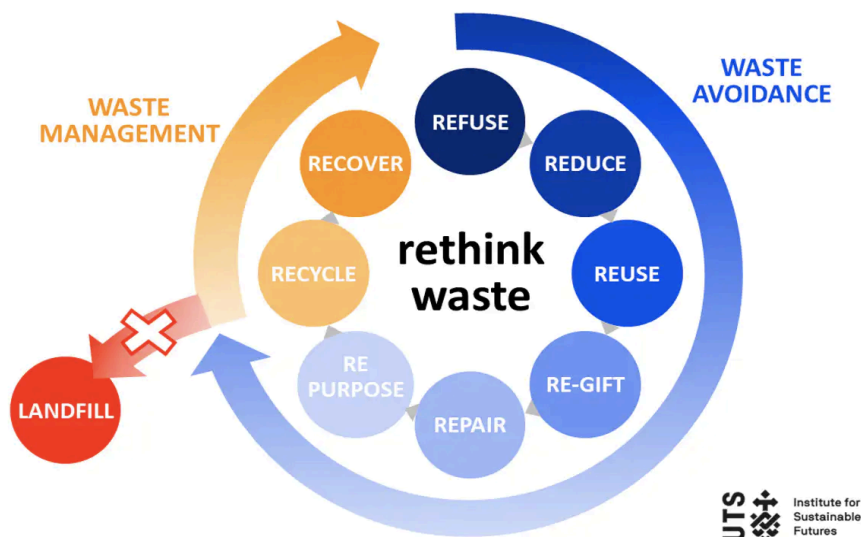 WASTE
MANAGEMENT
WASTE
AVOIDANCE
REFUSE
REDUCE
REUSE
RE-GIFT
REPAIR
RE
PURPOSE
RECYCLE
RECOVER
rethink
waste
LANDFILL
UTS
Institute for
Sustainable
Futures